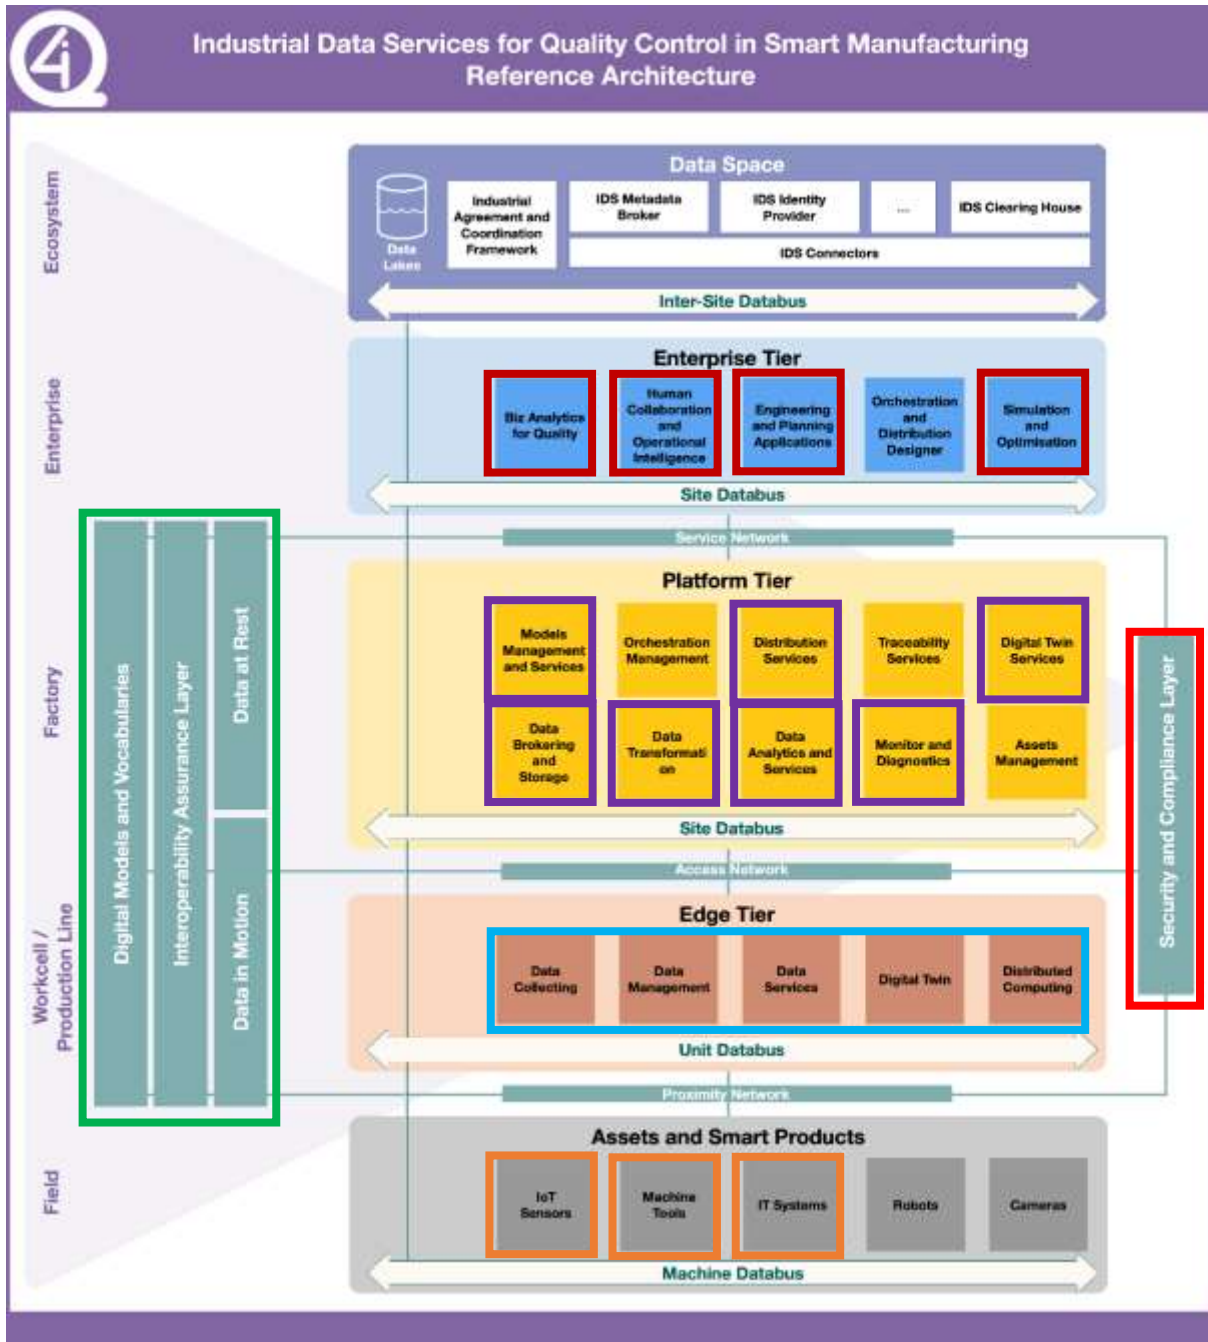 4i
Industrial Data Services for Quality Control in Smart Manufacturing
Reference Architecture
Ecosystem
Data Space
Data
Lakes
Industrial
Agreement and
Coordination
Framework
IDS Metadata
Broker
IDS Identity
Provider
...
IDS Clearing House
IDS Connectors
Inter-Site Databus
Enterprise
Enterprise Tier
Biz Analytics
for Quality
Human
Collaboration
and
Operational
Intelligence
Engineering
and Planning
Applications
Orchestration
and
Distribution
Designer
Simulation
and
Optimisation
Site Databus
Service Network
Factory
Digital Models and Vocabularies
Interoperability Assurance Layer
Data at Rest
Data in Motion
Platform Tier
Models
Management
and Services
Orchestration
Management
Distribution
Services
Traceability
Services
Digital Twin
Services
Data
Brokering
and
Storage
Data
Transformati
on
Data
Analytics and
Services
Monitor and
Diagnostics
Assets
Management
Site Databus
Security and Compliance Layer
Access Network
Workcell /
Production Line
Edge Tier
Data
Collecting
Data
Management
Data
Services
Digital Twin
Distributed
Computing
Unit Databus
Proximity Network
Field
Assets and Smart Products
IoT
Sensors
Machine
Tools
IT Systems
Robots
Cameras
Machine Databus